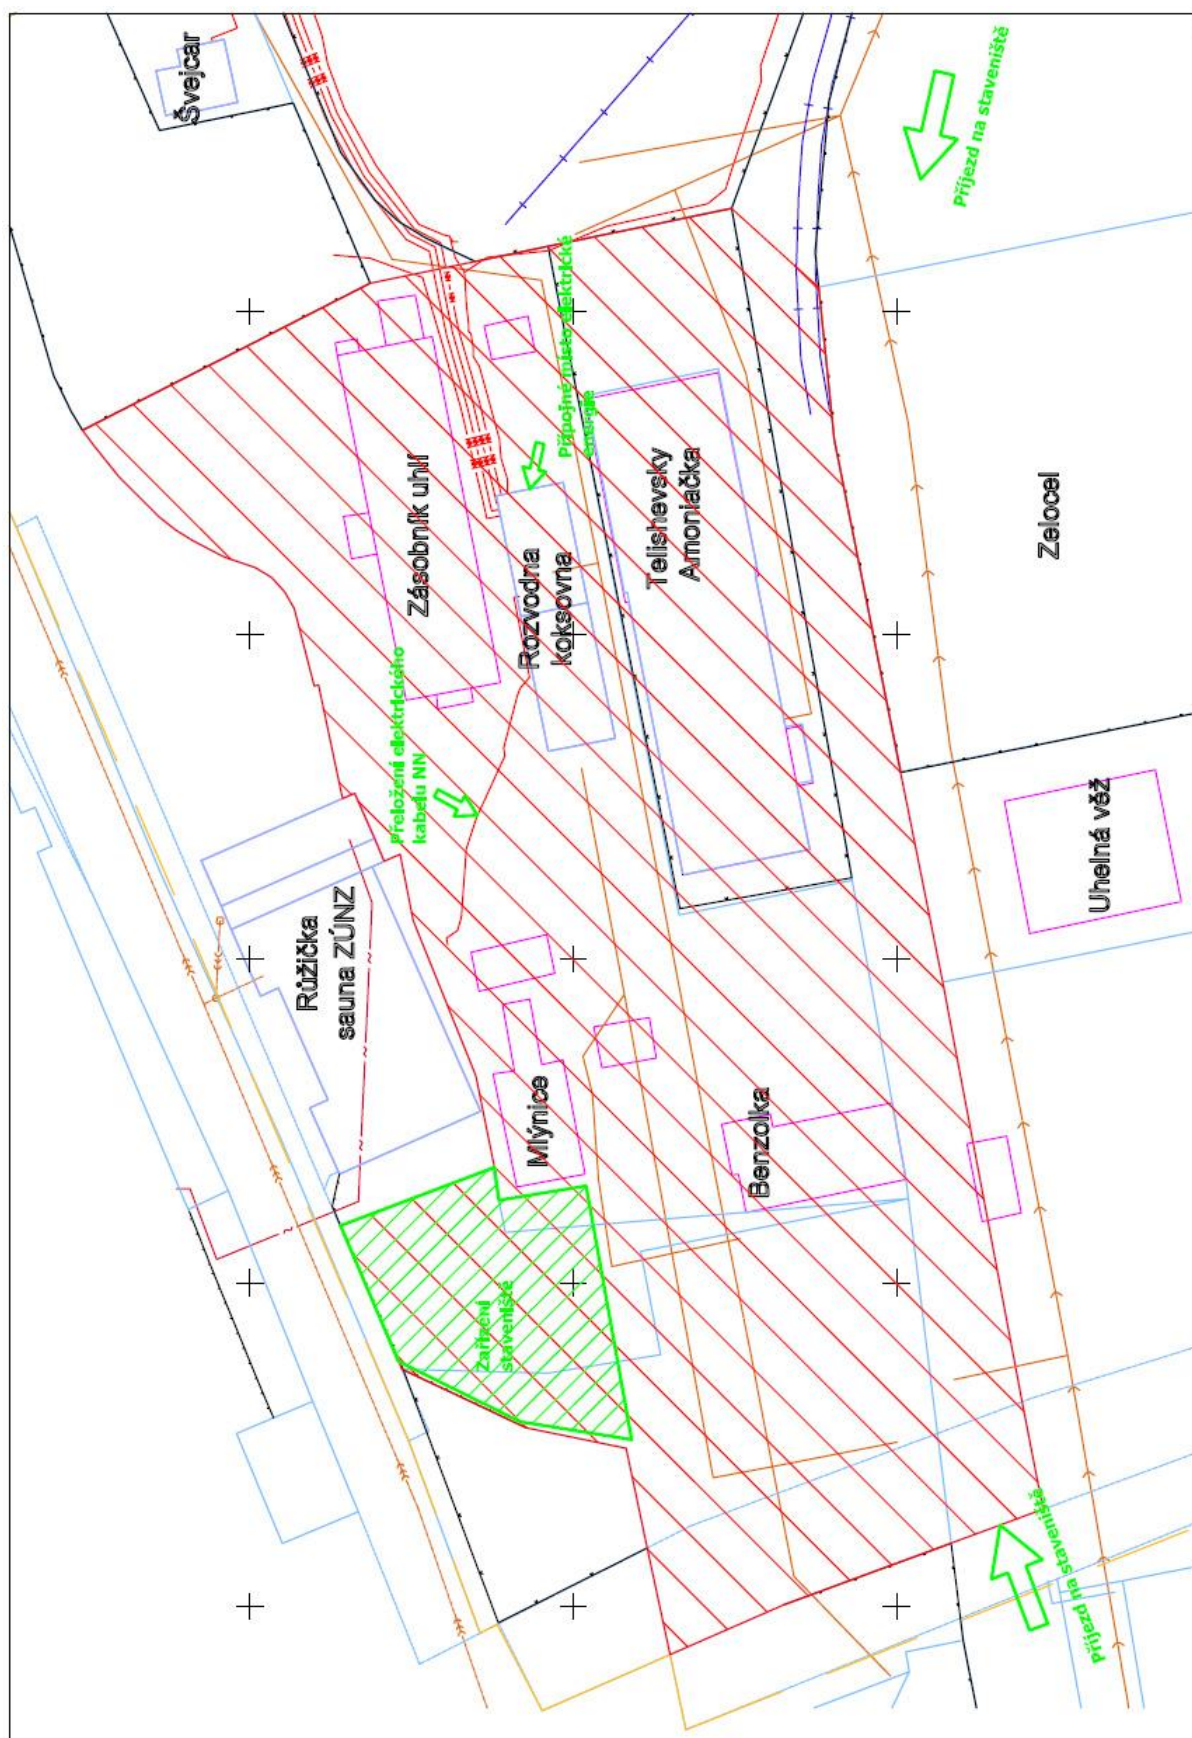 Švejcar
Příjezd na staveniště
Přípojné místo elektrické
energie
Zásobník uhlí
Rozvodna
koksovna
Telishevsky
Amoniačka
Zelocel
Přeložení elektrického
kabelu NN
Uhelná věž
Růžička
sauna ZÚNZ
Mlýnice
Benzolka
Zařízení
staveniště
Příjezd na staveniště